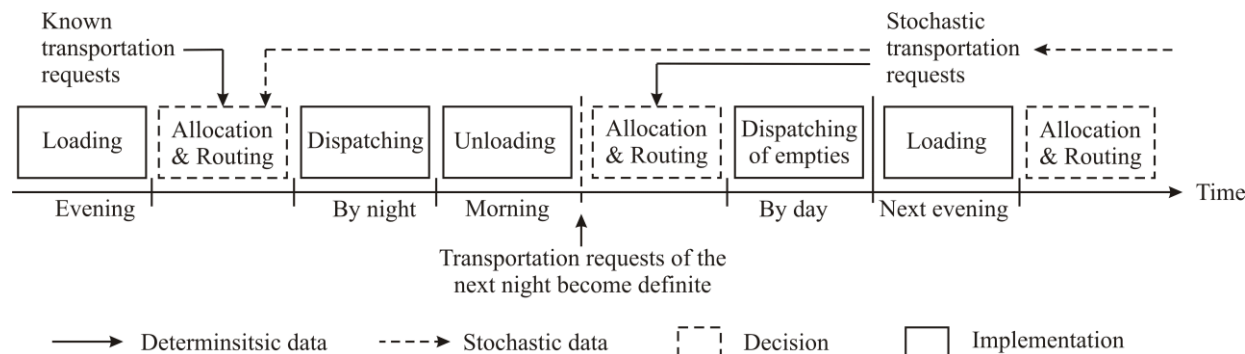 Known
transportation
requests
Stochastic
transportation
requests
Loading
Allocation
& Routing
Dispatching
Unloading
Allocation
& Routing
Dispatching
of empties
Loading
Allocation
& Routing
Time
Evening
By night
Morning
By day
Next evening
Transportation requests of the
next night become definite
Determinsitsic data
Stochastic data
Decision
Implementation